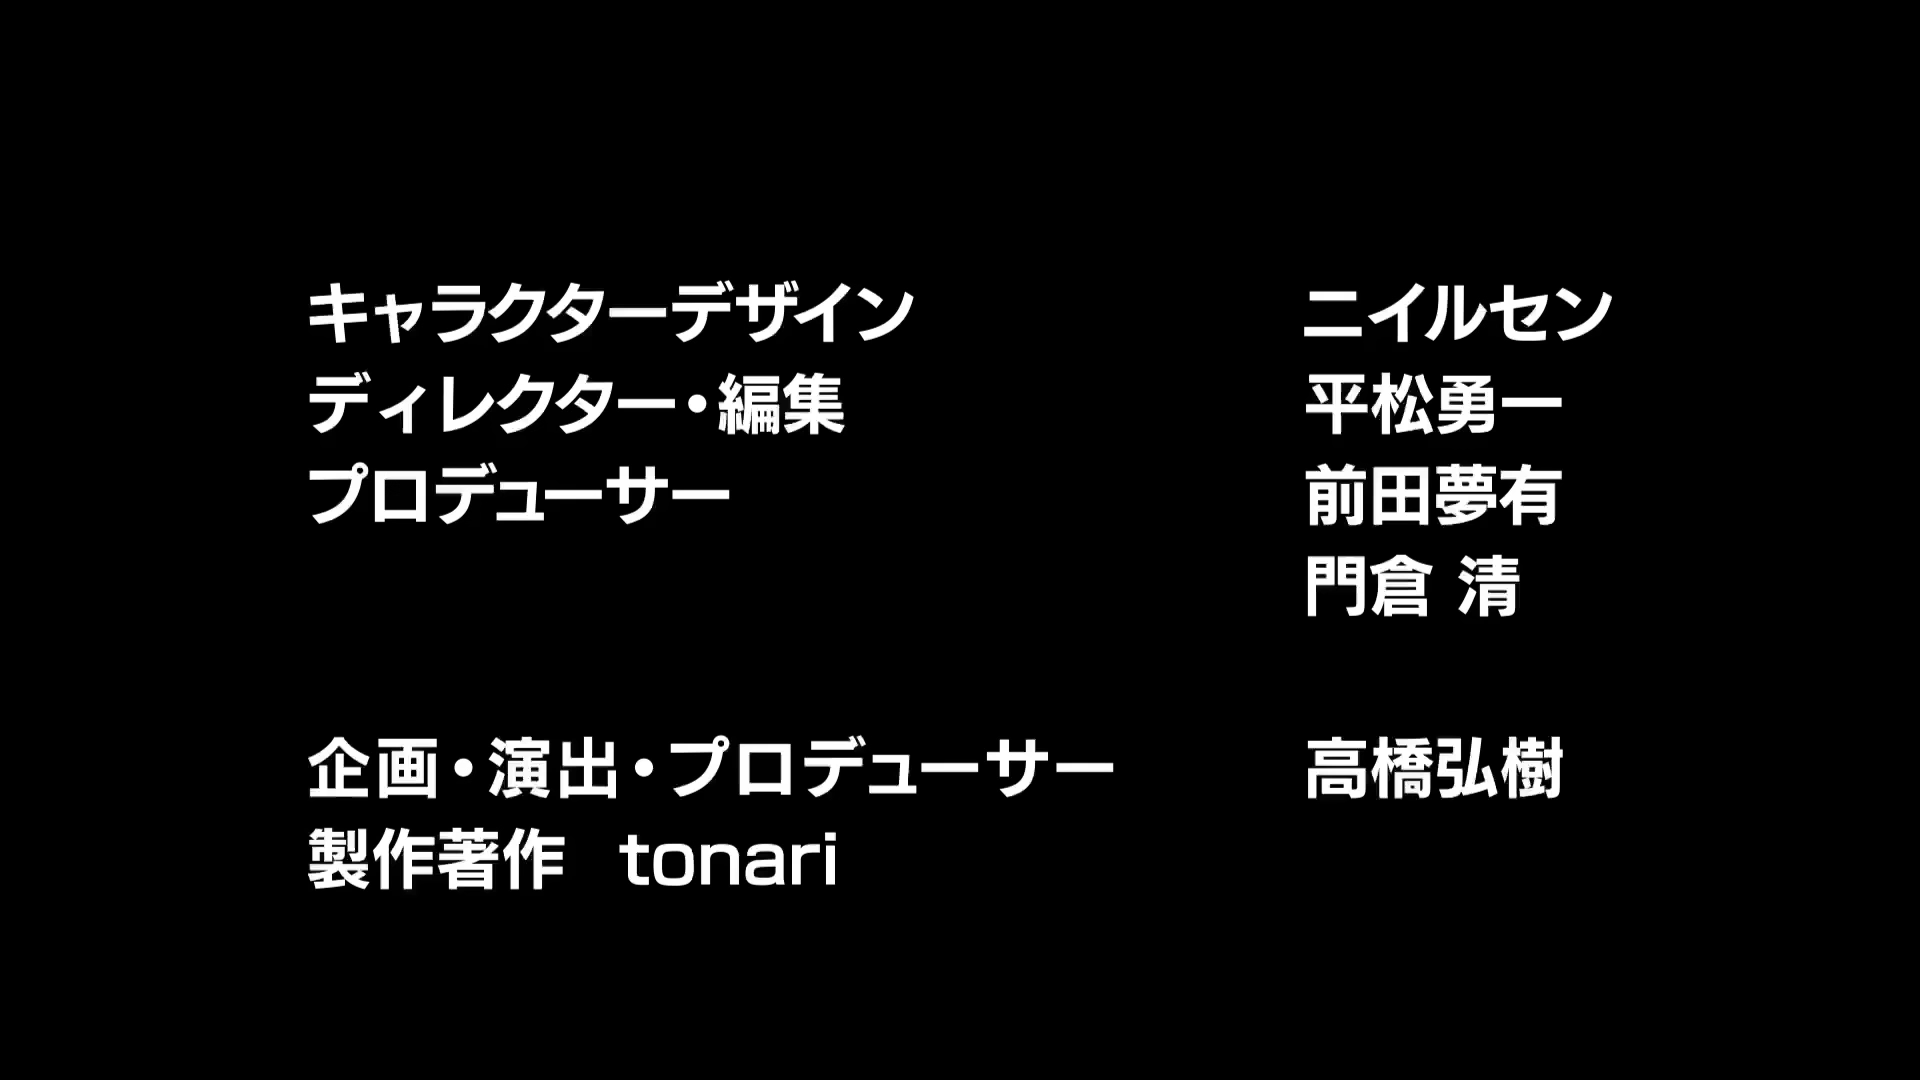 キャラクターデザイン ニイルセン
ディレクター・編集 平松勇一
プロデューサー 前田夢有
門倉 清
企画・演出・プロデューサー 高橋弘樹
製作著作 tonari